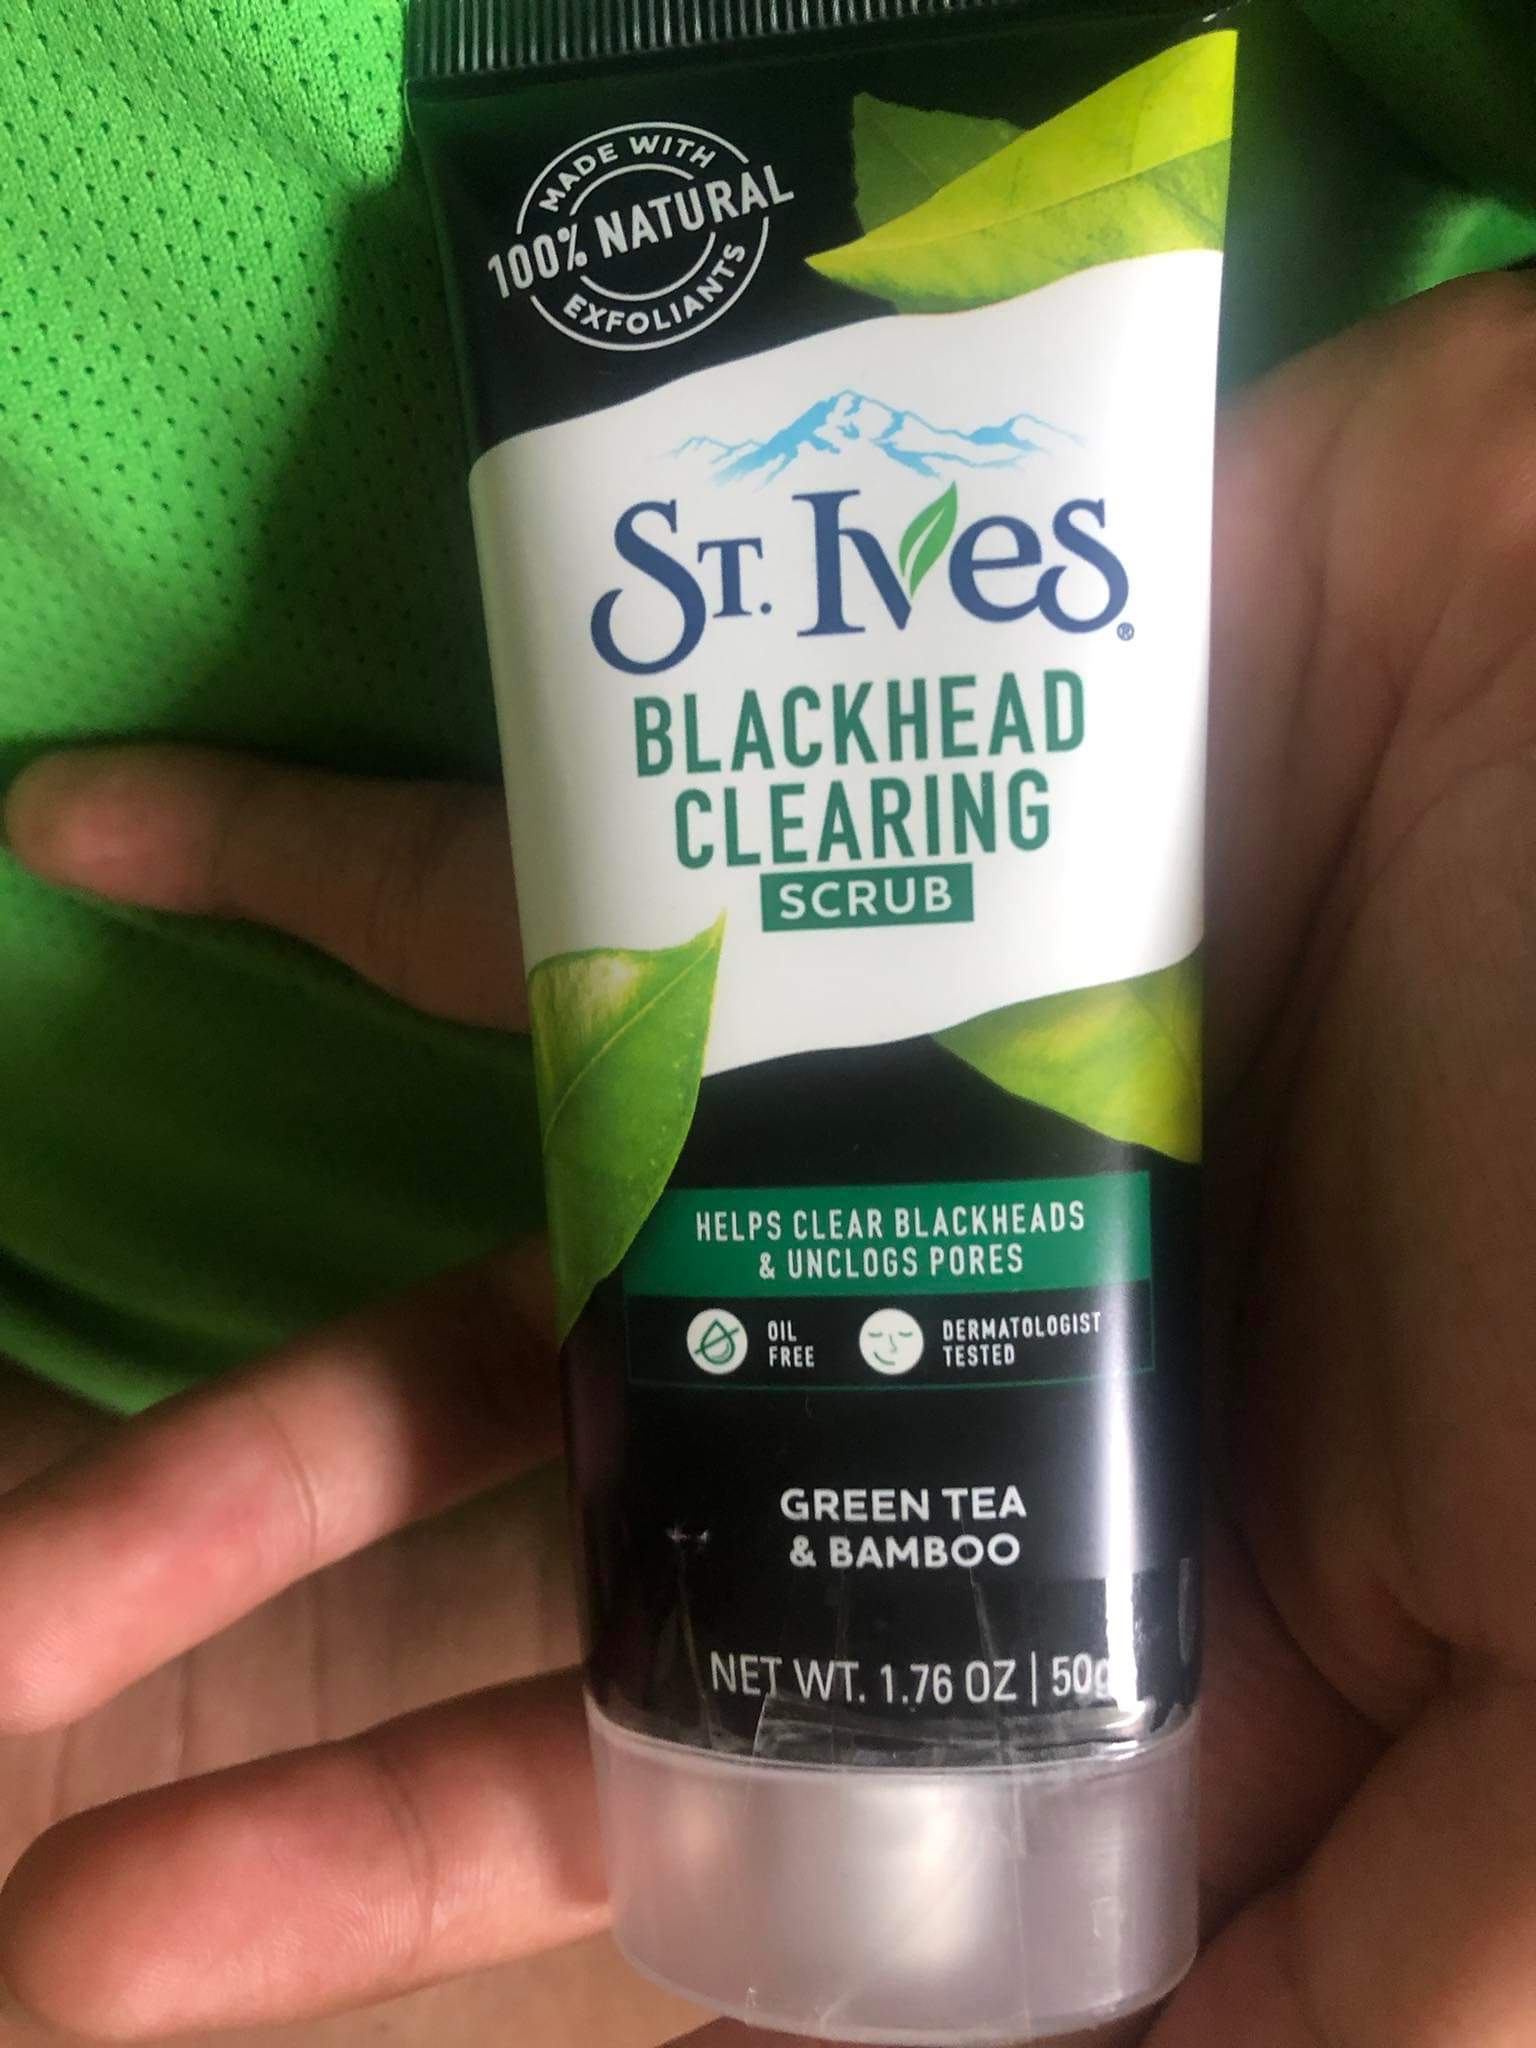 MADE WITH
100% NATURAL
EXFOLIANTS
ST. IVES®
BLACKHEAD
CLEARING
SCRUB
HELPS CLEAR BLACKHEADS
& UNCLOGS PORES
OIL
FREE
DERMATOLOGIST
TESTED
GREEN TEA
& BAMBOO
NET WT. 1.76 OZ | 50g